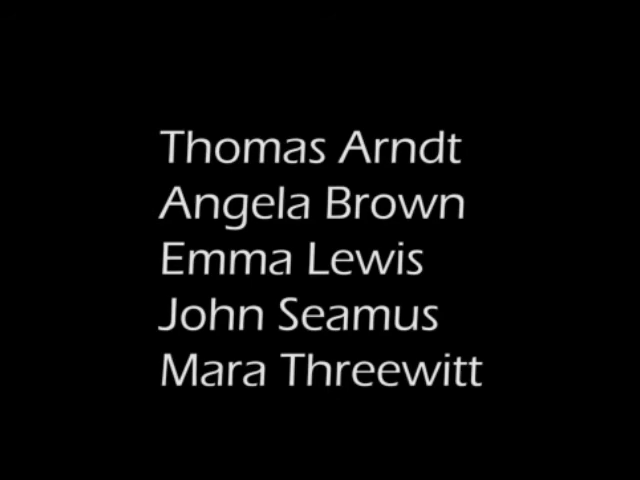 Thomas Arndt
Angela Brown
Emma Lewis
John Seamus
Mara Threewitt